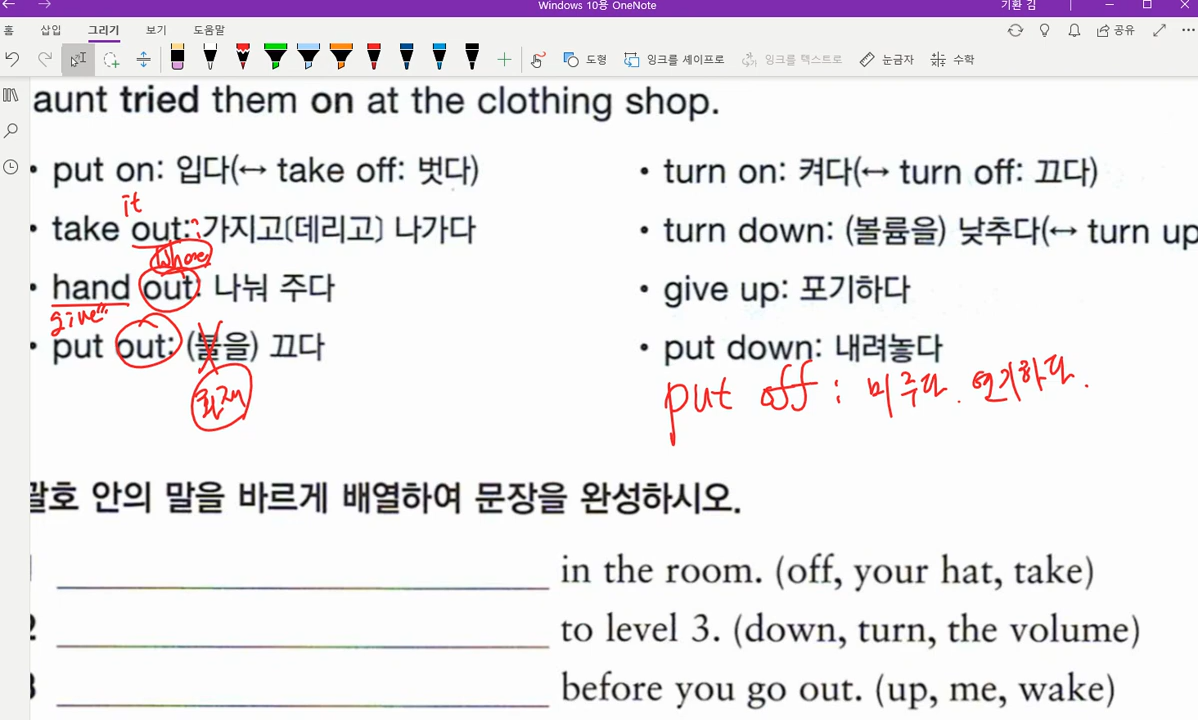 Windows 10용 OneNote
기환 김
홈 삽입 그리기 보기 도움말
공유
도형 잉크를 셰이프로 잉크를 텍스트로 눈금자 수학
aunt tried them on at the clothing shop.
• put on: 입다(↔ take off: 벗다)
• turn on: 켜다(↔ turn off: 끄다)
it
• take out: 가지고[데리고] 나가다
• turn down: (볼륨을) 낮추다(↔ turn up
• hand out: 나눠 주다
• give up: 포기하다
give
• put out: (불을) 끄다
• put down: 내려놓다
화재
put off : 미루다. 연기하다.
괄호 안의 말을 바르게 배열하여 문장을 완성하시오.
1 in the room. (off, your hat, take)
2 to level 3. (down, turn, the volume)
3 before you go out. (up, me, wake)